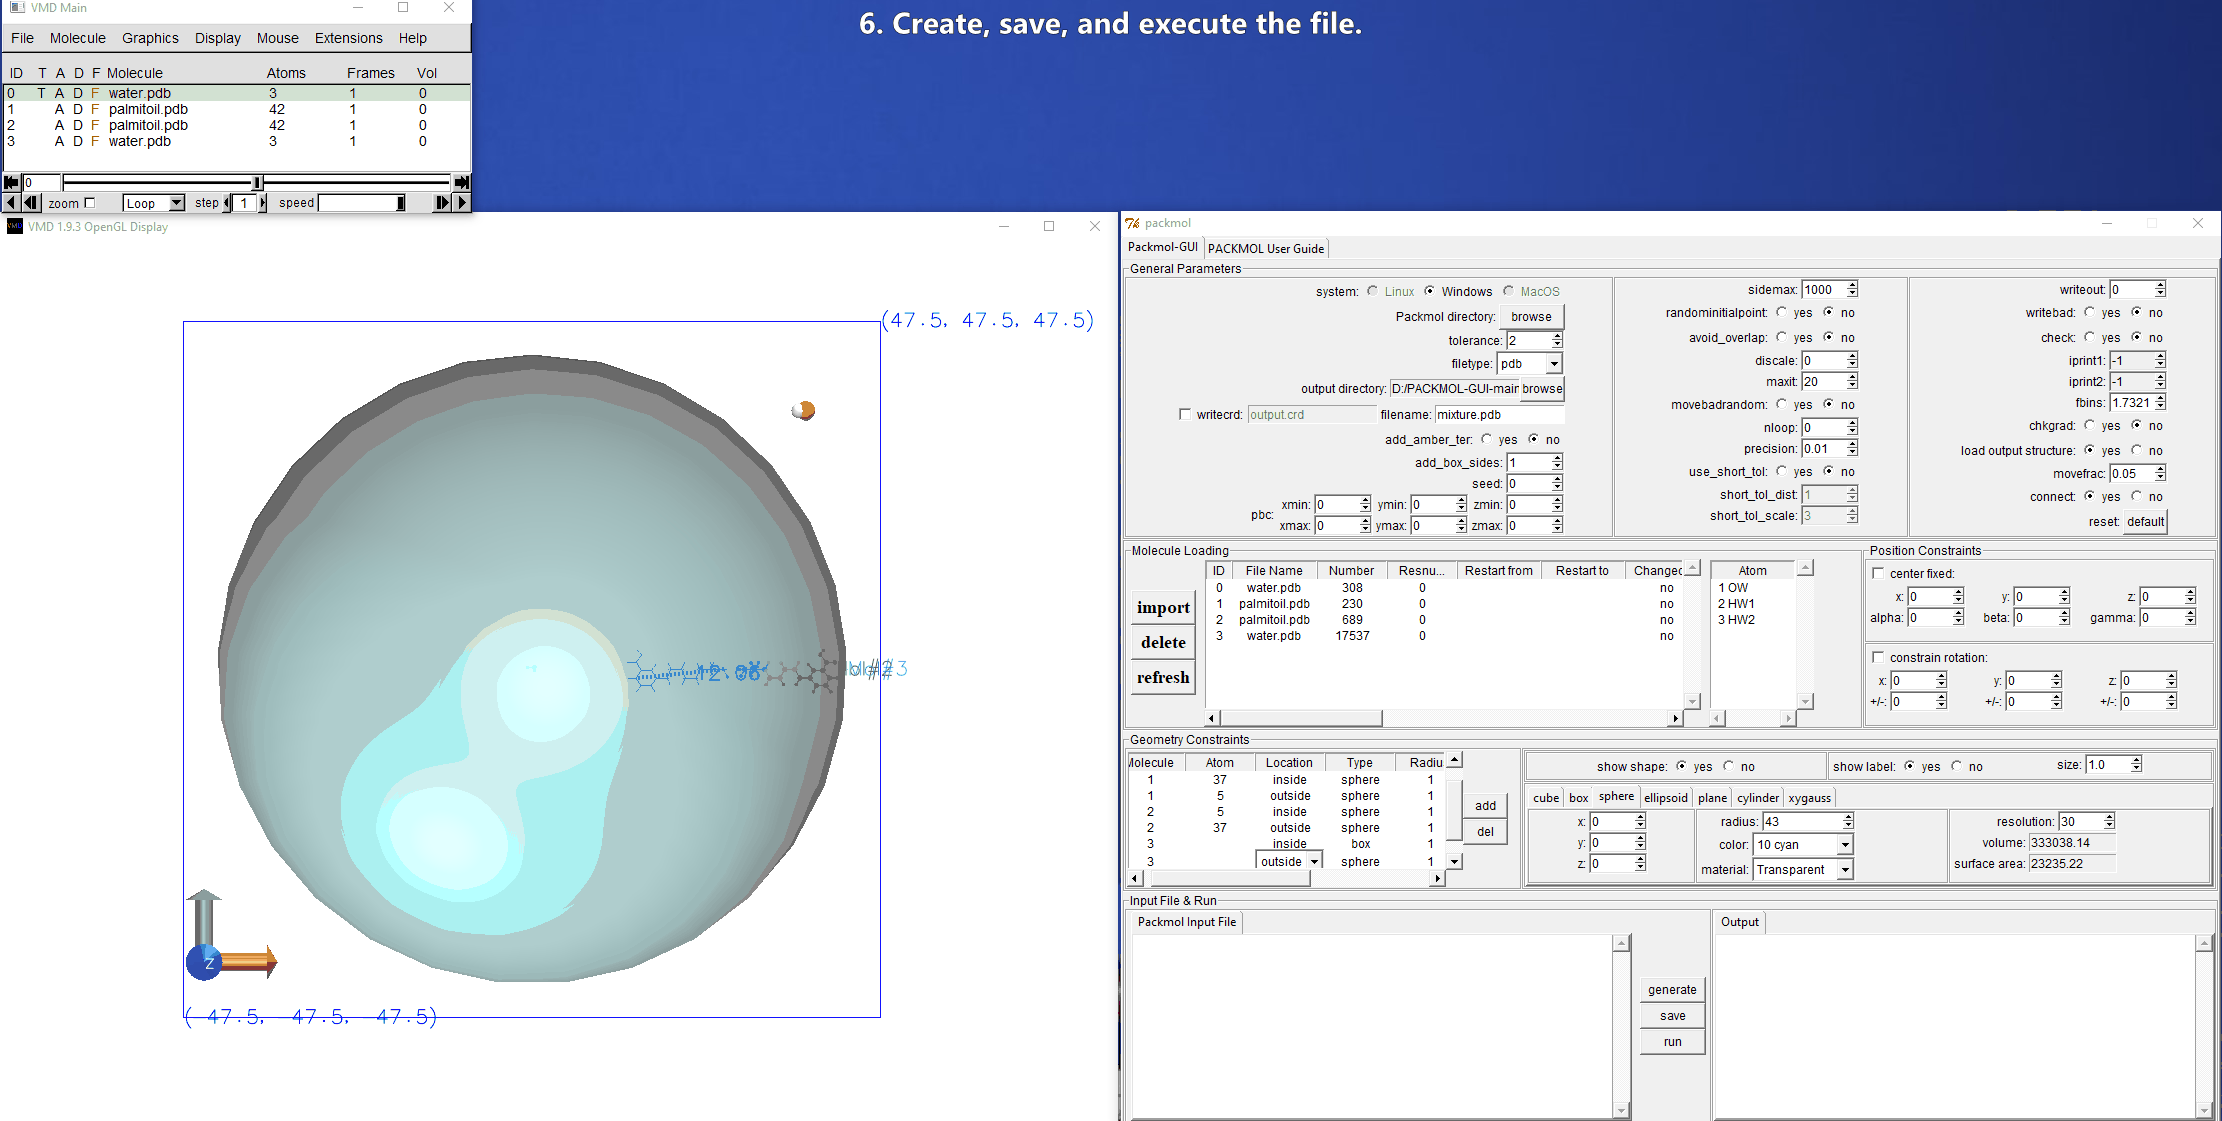 VMD Main
6. Create, save, and execute the file.
File Molecule Graphics Display Mouse Extensions Help
ID T A D F Molecule Atoms Frames Vol
0 T A D F water.pdb 3 1 0
1 A D F palmitoil.pdb 42 1 0
2 A D F palmitoil.pdb 42 1 0
3 A D F water.pdb 3 1 0
0
zoom Loop step 1 speed
VMD 1.9.3 OpenGL Display
(47.5, 47.5, 47.5)
#3
Z
(-47.5, -47.5, -47.5)
packmol
Packmol-GUI PACKMOL User Guide
General Parameters
system: Linux Windows MacOS
Packmol directory: browse
tolerance: 2
filetype: pdb
output directory: D:/PACKMOL-GUI-main browse
writecrd: output.crd filename: mixture.pdb
add_amber_ter: yes no
add_box_sides: 1
seed: 0
pbc: xmin: 0 ymin: 0 zmin: 0
xmax: 0 ymax: 0 zmax: 0
sidemax: 1000
randominitialpoint: yes no
avoid_overlap: yes no
discale: 0
maxit: 20
movebadrandom: yes no
nloop: 0
precision: 0.01
use_short_tol: yes no
short_tol_dist: 1
short_tol_scale: 3
writeout: 0
writebad: yes no
check: yes no
iprint1: -1
iprint2: -1
fbins: 1.7321
chkgrad: yes no
load output structure: yes no
movefrac: 0.05
connect: yes no
reset: default
Molecule Loading
import
delete
refresh
ID File Name Number Resnu... Restart from Restart to Changec
0 water.pdb 308 0 no
1 palmitoil.pdb 230 0 no
2 palmitoil.pdb 689 0 no
3 water.pdb 17537 0 no
Atom
1 OW
2 HW1
3 HW2
Position Constraints
center fixed:
x: 0 y: 0 z: 0
alpha: 0 beta: 0 gamma: 0
constrain rotation:
x: 0 y: 0 z: 0
+/-: 0 +/-: 0 +/-: 0
Geometry Constraints
Molecule Atom Location Type Radiu
1 37 inside sphere 1
1 5 outside sphere 1
2 5 inside sphere 1
2 37 outside sphere 1
3 inside box 1
3 outside sphere 1
add
del
show shape: yes no
show label: yes no
size: 1.0
cube box sphere ellipsoid plane cylinder xygauss
x: 0
y: 0
z: 0
radius: 43
color: 10 cyan
material: Transparent
resolution: 30
volume: 333038.14
surface area: 23235.22
Input File & Run
Packmol Input File
generate
save
run
Output